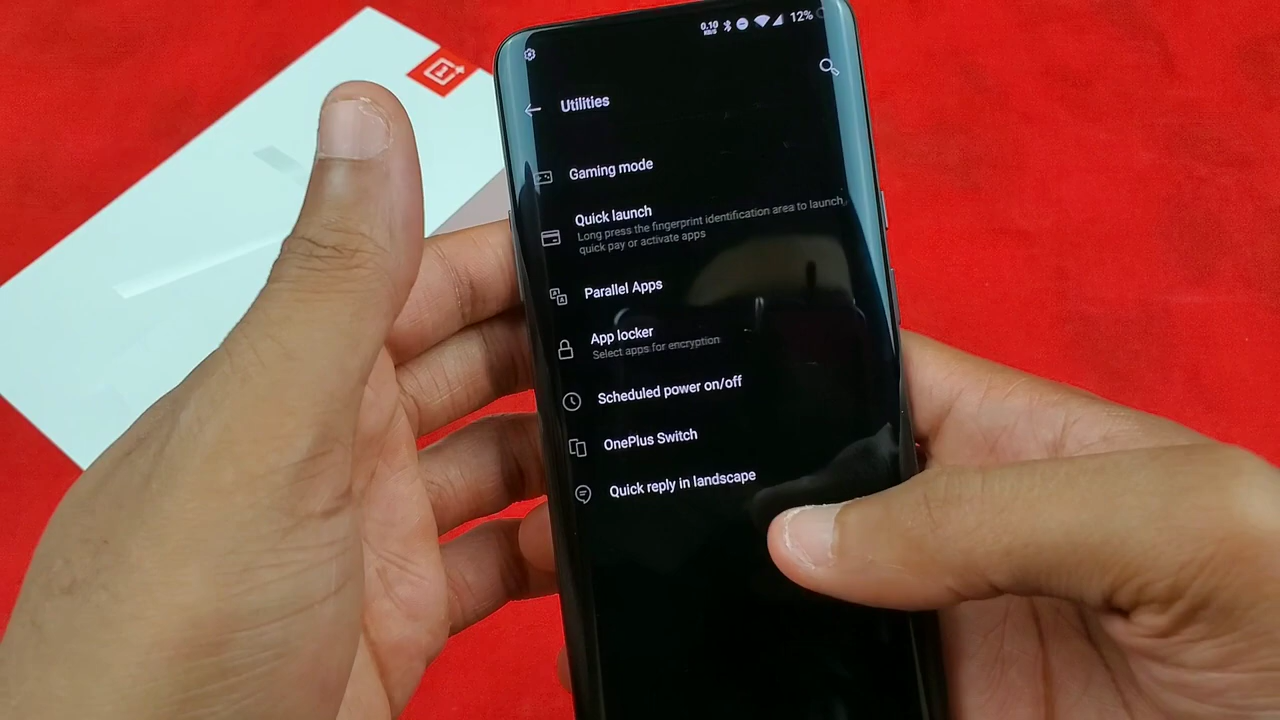 0.10
KB/S
12%
Utilities
Gaming mode
Quick launch
Long press the fingerprint identification area to launch
quick pay or activate apps
Parallel Apps
App locker
Select apps for encryption
Scheduled power on/off
OnePlus Switch
Quick reply in landscape
1+